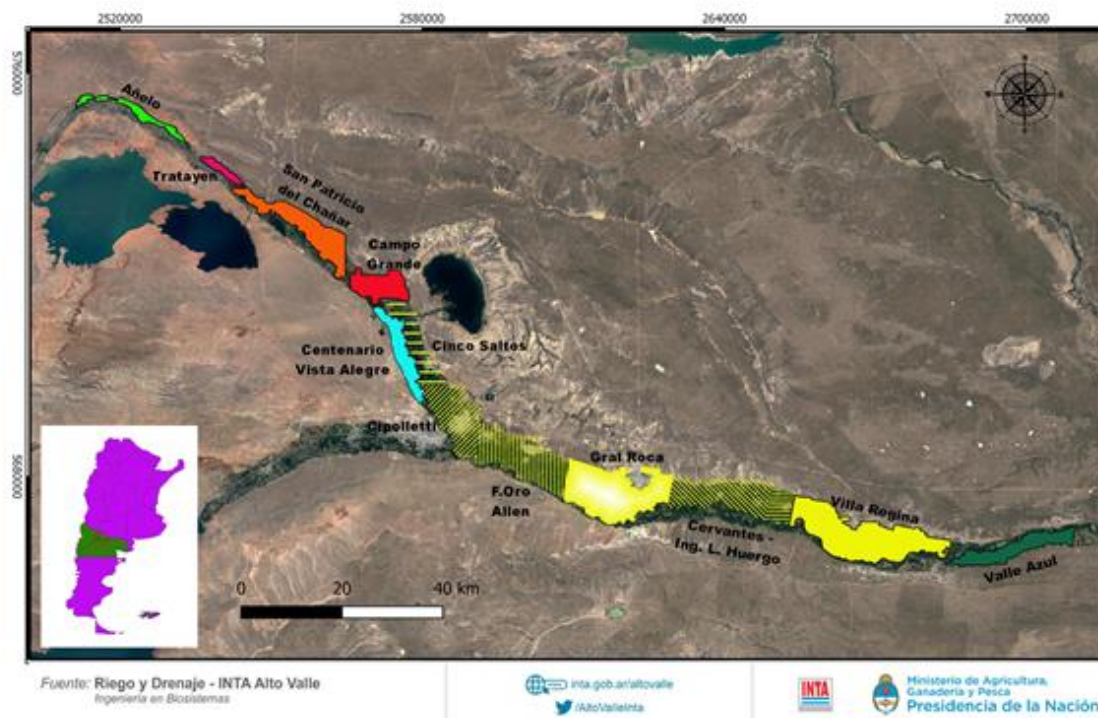 2520000
2580000
2640000
2700000
5760000
5680000
Añelo
Tratayen
San Patricio
del Chañar
Campo
Grande
Centenario
Vista Alegre
Cinco Saltos
Cipolletti
F.Oro
Allen
Gral Roca
Cervantes -
Ing. L. Huergo
Villa Regina
Valle Azul
0 20 40 km
Fuente: Riego y Drenaje - INTA Alto Valle
Ingeniería en Biosistemas
inta.gob.ar/altovalle
/AltoValleInta
INTA
Ministerio de Agricultura,
Ganadería y Pesca
Presidencia de la Nación